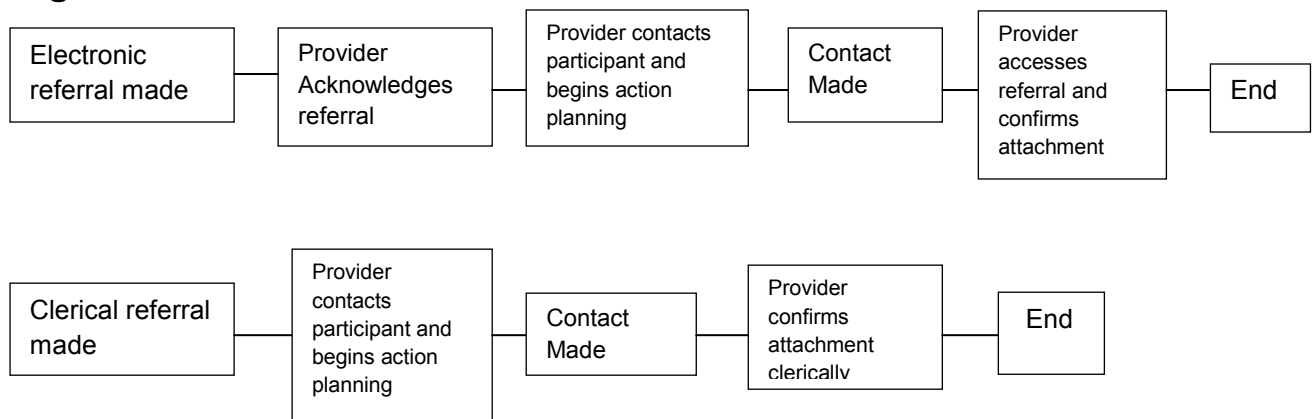 Electronic
referral made
Provider
Acknowledges
referral
Provider contacts
participant and
begins action
planning
Contact
Made
Provider
accesses
referral and
confirms
attachment
End
Clerical referral
made
Provider
contacts
participant and
begins action
planning
Contact
Made
Provider
confirms
attachment
clerically
End